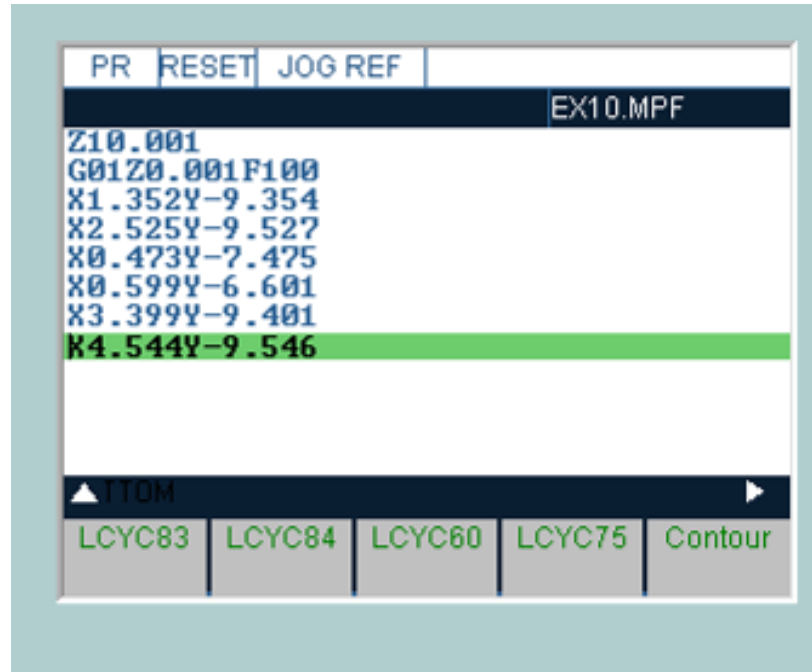 PR RESET JOG REF
EX10.MPF
Z10.001
G01Z0.001F100
X1.352Y-9.354
X2.525Y-9.527
X0.473Y-7.475
X0.599Y-6.601
X3.399Y-9.401
X4.544Y-9.546
TTOM
LCYC83 LCYC84 LCYC60 LCYC75 Contour